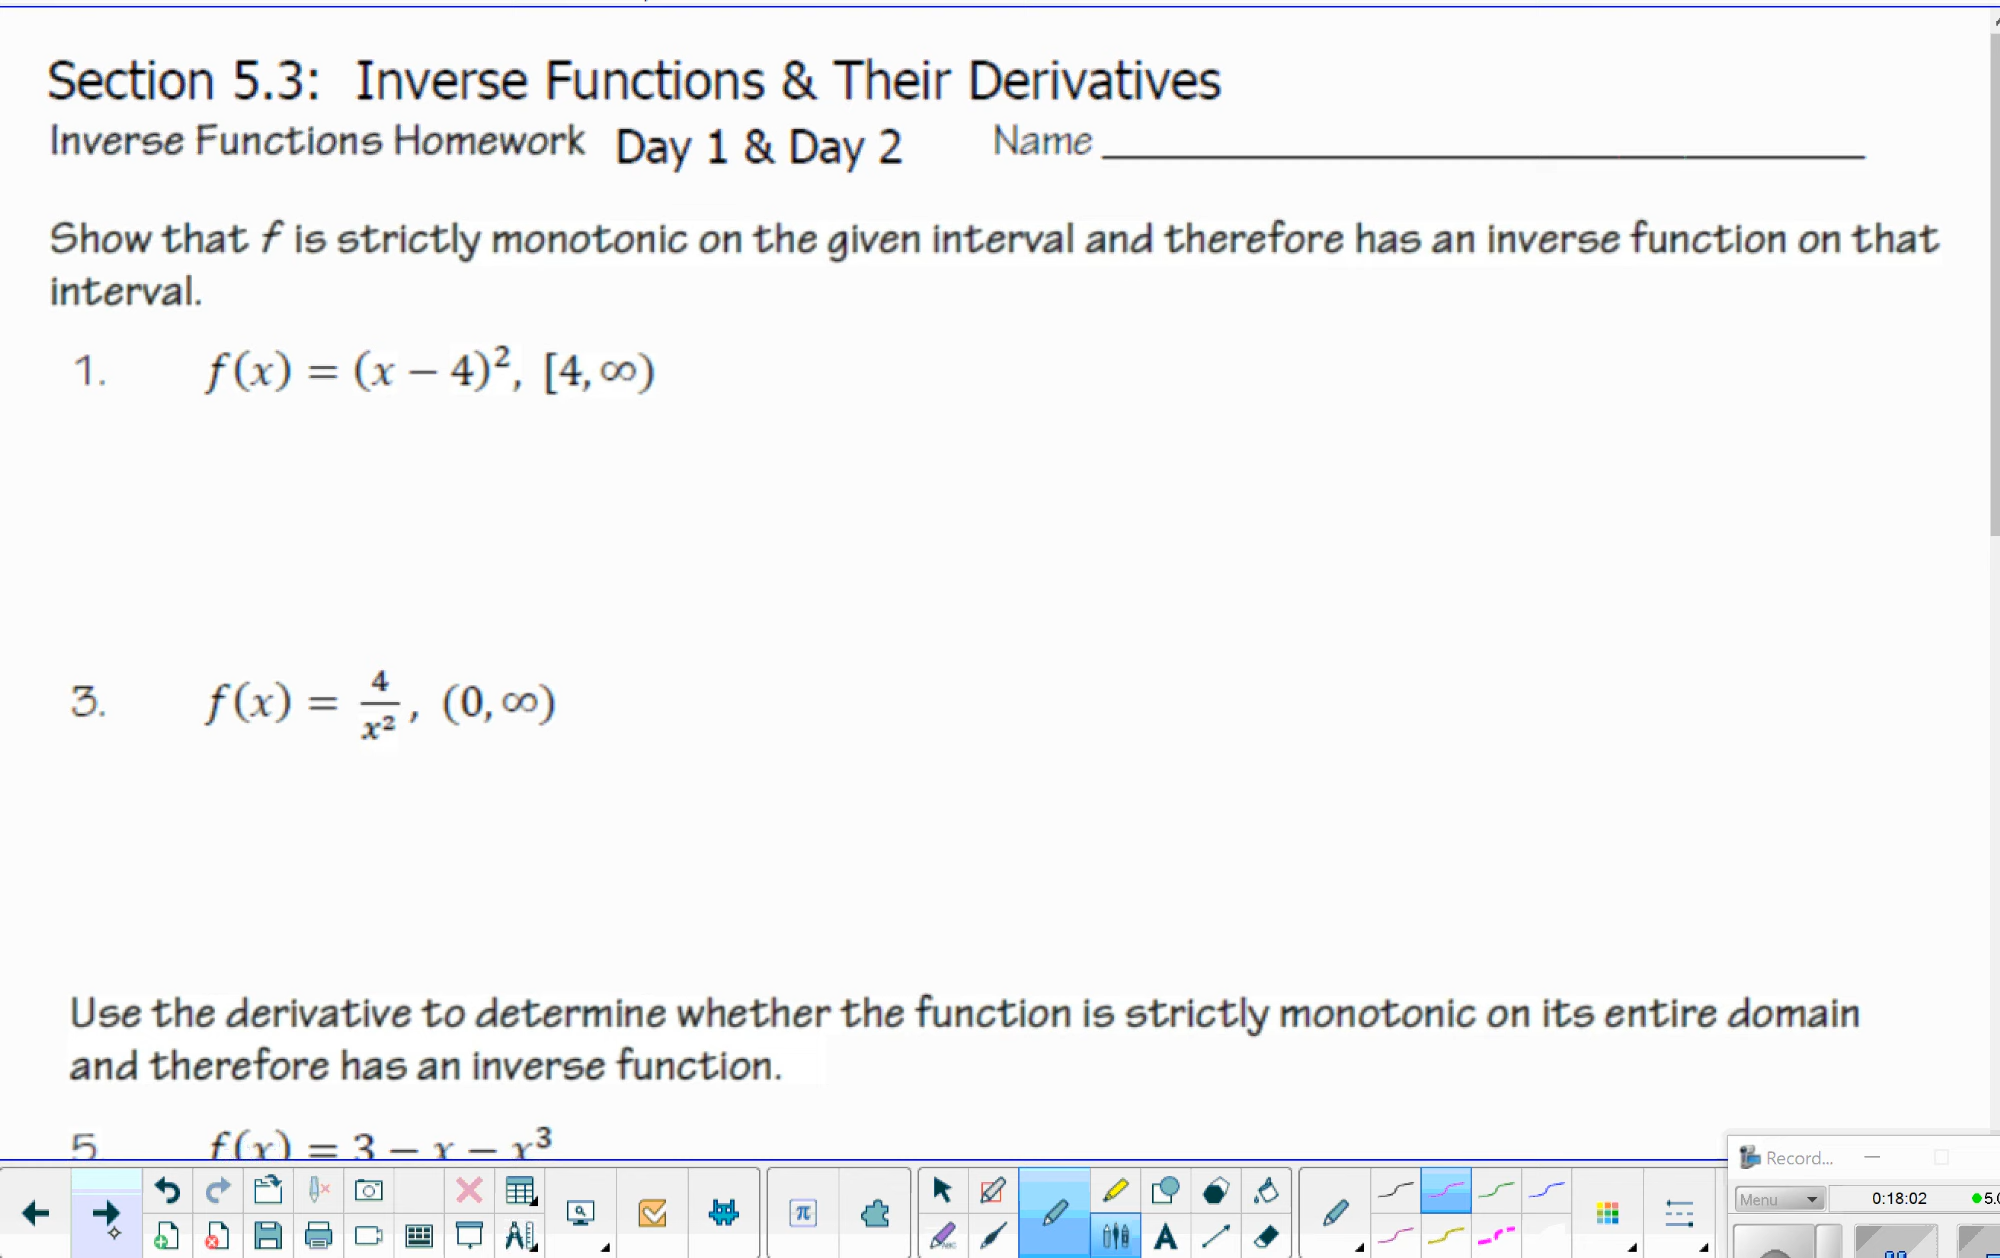 Section 5.3: Inverse Functions & Their Derivatives
Inverse Functions Homework Day 1 & Day 2 Name
Show that f is strictly monotonic on the given interval and therefore has an inverse function on that
interval.
1. f(x) = (x − 4)², [4, ∞)
3. f(x) = 4/x², (0, ∞)
Use the derivative to determine whether the function is strictly monotonic on its entire domain
and therefore has an inverse function.
5. f(x) = 3 − x − x³
Record...
Menu 0:18:02 5.0
π
A